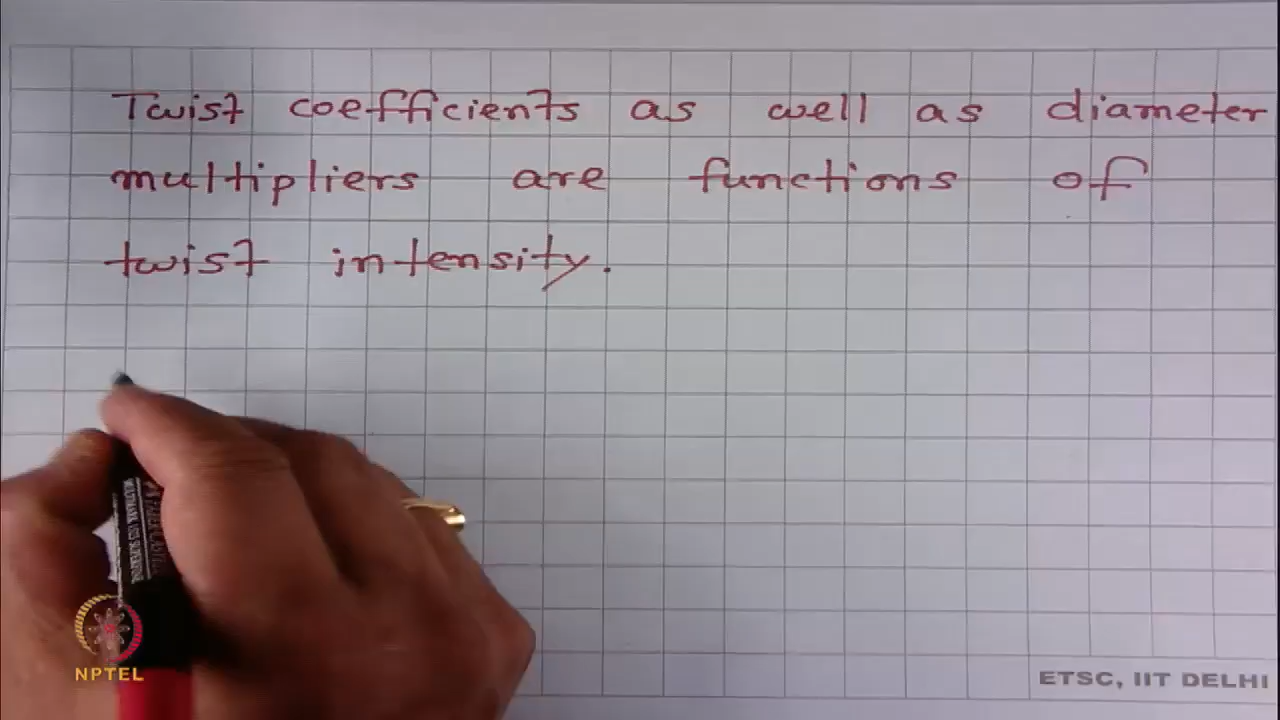 Twist coefficients as well as diameter
multipliers are functions of
twist intensity.
NPTEL
ETSC, IIT DELHI